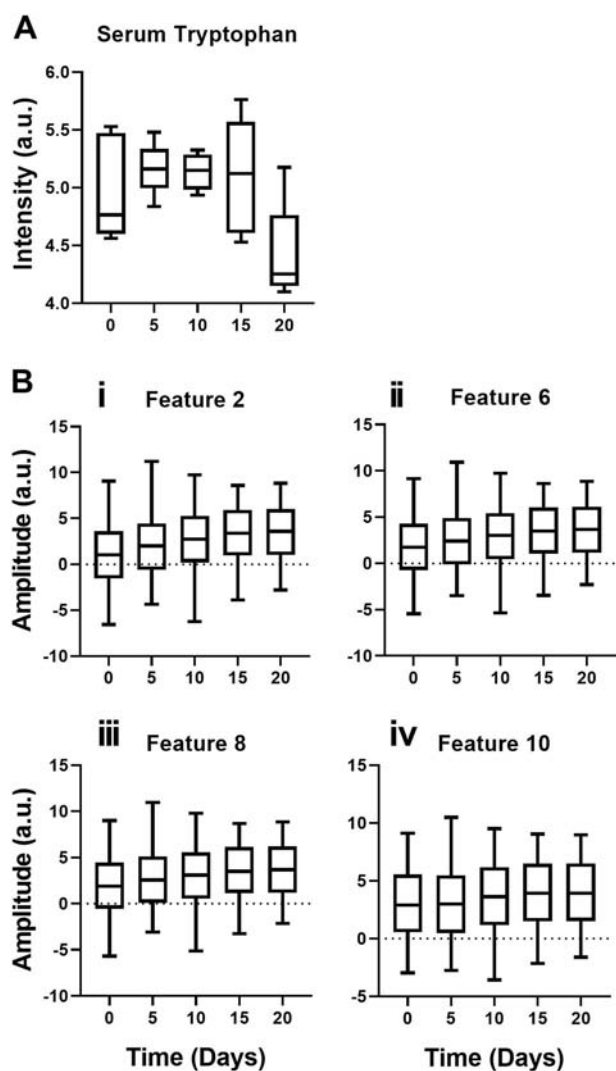 A
Serum Tryptophan
Intensity (a.u.)
6.0
5.5
5.0
4.5
4.0
0 5 10 15 20
B
i Feature 2
ii Feature 6
Amplitude (a.u.)
15
10
5
0
-5
-10
0 5 10 15 20
15
10
5
0
-5
-10
0 5 10 15 20
iii Feature 8
iv Feature 10
Amplitude (a.u.)
15
10
5
0
-5
-10
0 5 10 15 20
15
10
5
0
-5
0 5 10 15 20
Time (Days)
Time (Days)